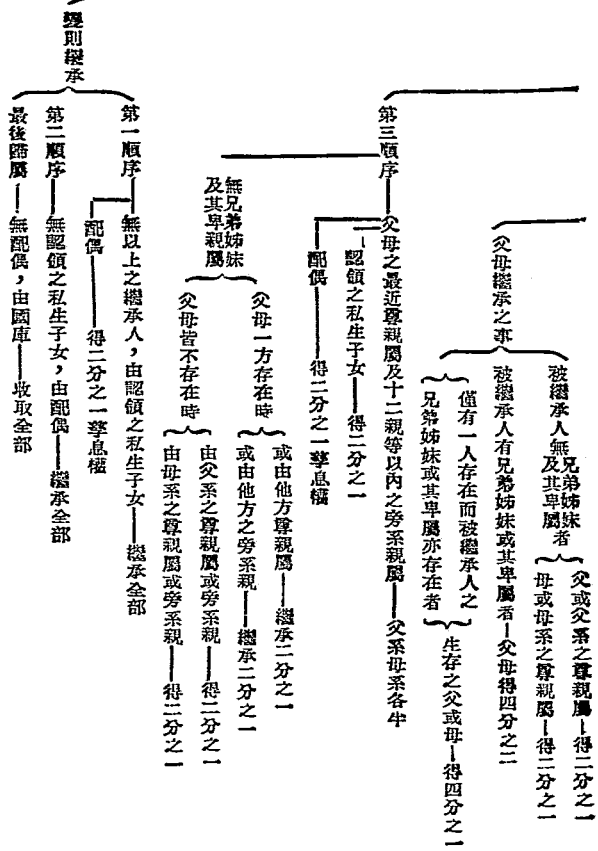 父母繼承之事
被繼承人無兄弟姊妹及其卑屬者
父或父系之尊親屬 得二分之一
母或母系之尊親屬 得二分之一
被繼承人有兄弟姊妹或其卑屬者 父母得四分之二
僅有一人存在而被繼承人之兄弟姊妹或其卑屬亦存在者
生存之父或母 得四分之一
第三順序
父母之最近尊親屬及十二親等以內之旁系親屬 父系母系各半
認領之私生子女 得二分之一
配偶 得二分之一孳息權
無兄弟姊妹及其卑親屬
父母一方存在時
或由他方尊親屬 繼承二分之一
或由他方之旁系親 繼承二分之一
父母皆不存在時
由父系之尊親屬或旁系親 得二分之一
由母系之尊親屬或旁系親 得二分之一
變則繼承
第一順序 無以上之繼承人，由認領之私生子女 繼承全部
配偶 得二分之一孳息權
第二順序 無認領之私生子女，由配偶 繼承全部
最後歸屬 無配偶，由國庫 收取全部